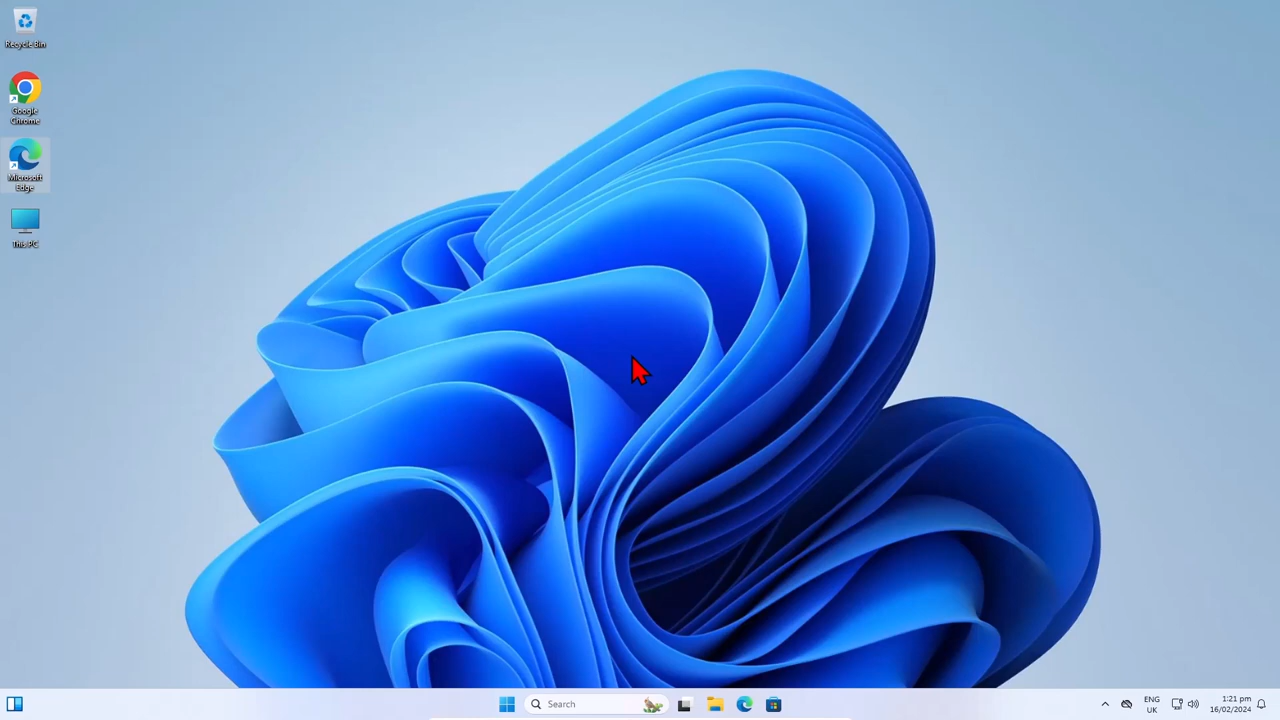 Recycle Bin
Google
Chrome
Microsoft
Edge
This PC
Search
ENG
UK
1:21 pm
16/02/2024